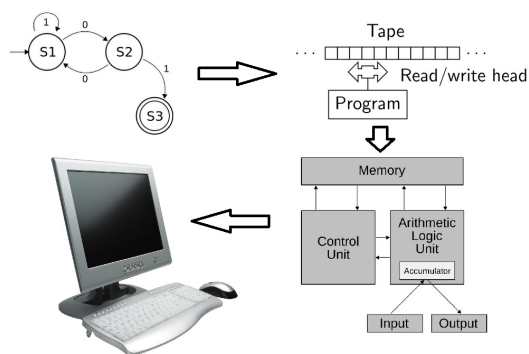 1
0
S1
S2
0
1
S3
Tape
. . .
. . .
Read/write head
Program
Memory
Control
Unit
Arithmetic
Logic
Unit
Accumulator
Input
Output